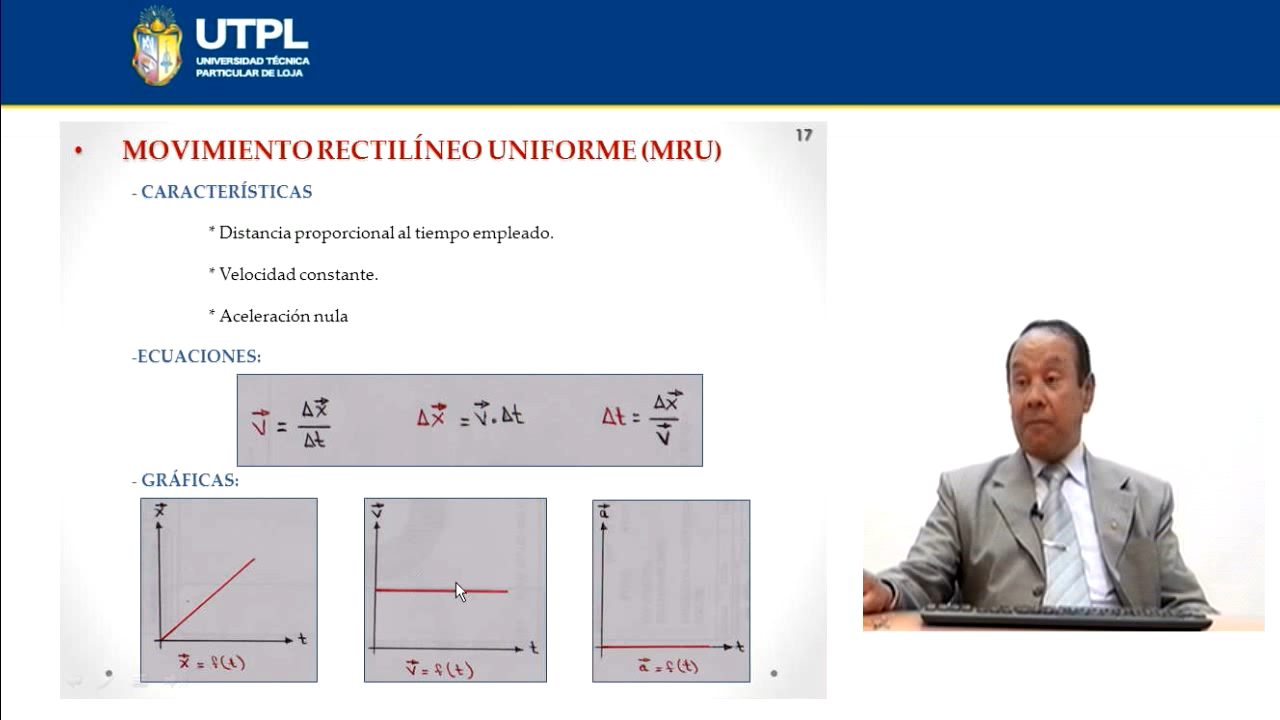 UTPL
UNIVERSIDAD TÉCNICA
PARTICULAR DE LOJA
17
• MOVIMIENTO RECTILÍNEO UNIFORME (MRU)
- CARACTERÍSTICAS
* Distancia proporcional al tiempo empleado.
* Velocidad constante.
* Aceleración nula
-ECUACIONES:
v⃗ = Δx⃗ / Δt
Δx⃗ = v⃗ . Δt
Δt = Δx⃗ / v⃗
- GRÁFICAS:
x⃗
t
x⃗ = f(t)
v⃗
t
v⃗ = f(t)
a⃗
t
a⃗ = f(t)